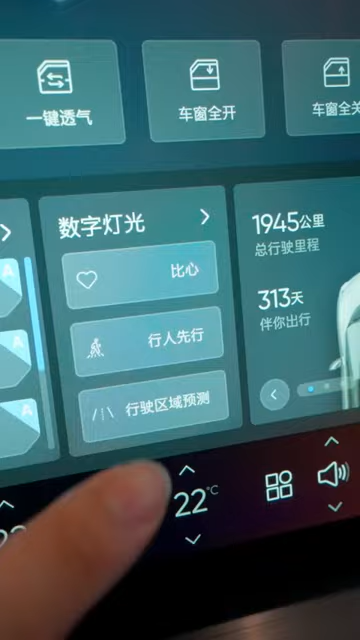 一键透气
车窗全开
车窗全关
数字灯光
比心
行人先行
行驶区域预测
1945公里
总行驶里程
313天
伴你出行
A
A
A
22°C